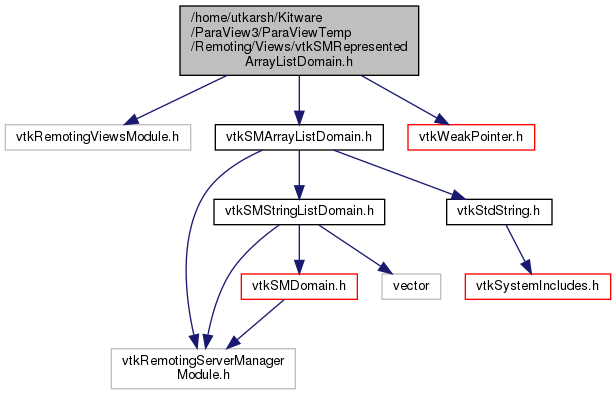 /home/utkarsh/Kitware
/ParaView3/ParaViewTemp
/Remoting/Views/vtkSMRepresented
ArrayListDomain.h
vtkRemotingViewsModule.h
vtkSMArrayListDomain.h
vtkWeakPointer.h
vtkSMStringListDomain.h
vtkStdString.h
vtkSMDomain.h
vector
vtkSystemIncludes.h
vtkRemotingServerManager
Module.h